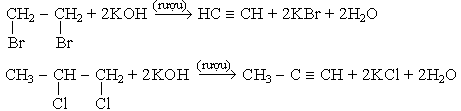 (rượu)
CH₂ – CH₂ + 2KOH → HC ≡ CH + 2KBr + 2H₂O
Br Br
(rượu)
CH₃ – CH – CH₂ + 2KOH → CH₃ – C ≡ CH + 2KCl + 2H₂O
Cl Cl